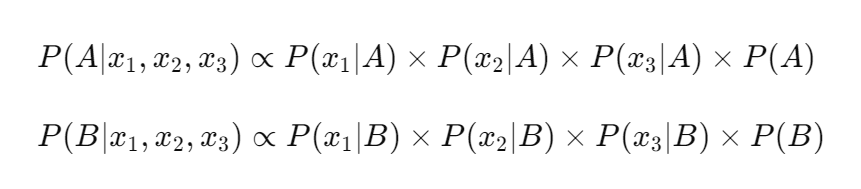 P(A|x₁, x₂, x₃) ∝ P(x₁|A) × P(x₂|A) × P(x₃|A) × P(A)
P(B|x₁, x₂, x₃) ∝ P(x₁|B) × P(x₂|B) × P(x₃|B) × P(B)